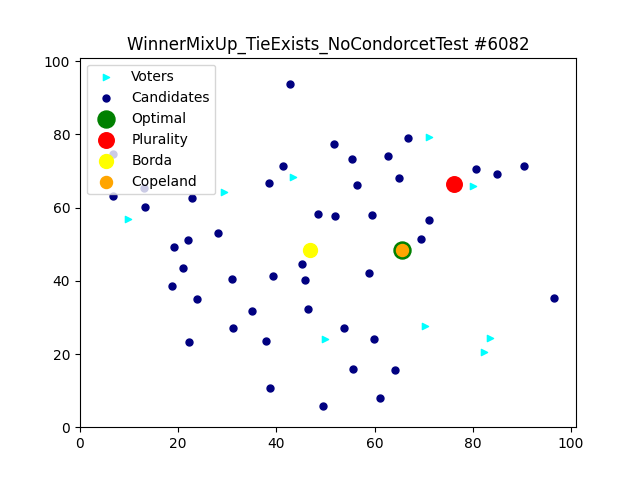 WinnerMixUp_TieExists_NoCondorcetTest #6082
100
80
60
40
20
0
Voters
Candidates
Optimal
Plurality
Borda
Copeland
0 20 40 60 80 100